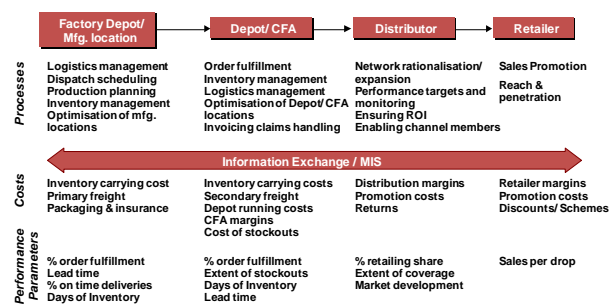 Factory Depot/
Mfg. location
Depot/ CFA
Distributor
Retailer
Processes
Logistics management
Dispatch scheduling
Production planning
Inventory management
Optimisation of mfg.
locations
Order fulfillment
Inventory management
Logistics management
Optimisation of Depot/ CFA
locations
Invoicing claims handling
Network rationalisation/
expansion
Performance targets and
monitoring
Ensuring ROI
Enabling channel members
Sales Promotion
Reach &
penetration
Information Exchange / MIS
Costs
Inventory carrying cost
Primary freight
Packaging & insurance
Inventory carrying costs
Secondary freight
Depot running costs
CFA margins
Cost of stockouts
Distribution margins
Promotion costs
Returns
Retailer margins
Promotion costs
Discounts/ Schemes
Performance
Parameters
% order fulfillment
Lead time
% on time deliveries
Days of Inventory
% order fulfillment
Extent of stockouts
Days of Inventory
Lead time
% retailing share
Extent of coverage
Market development
Sales per drop